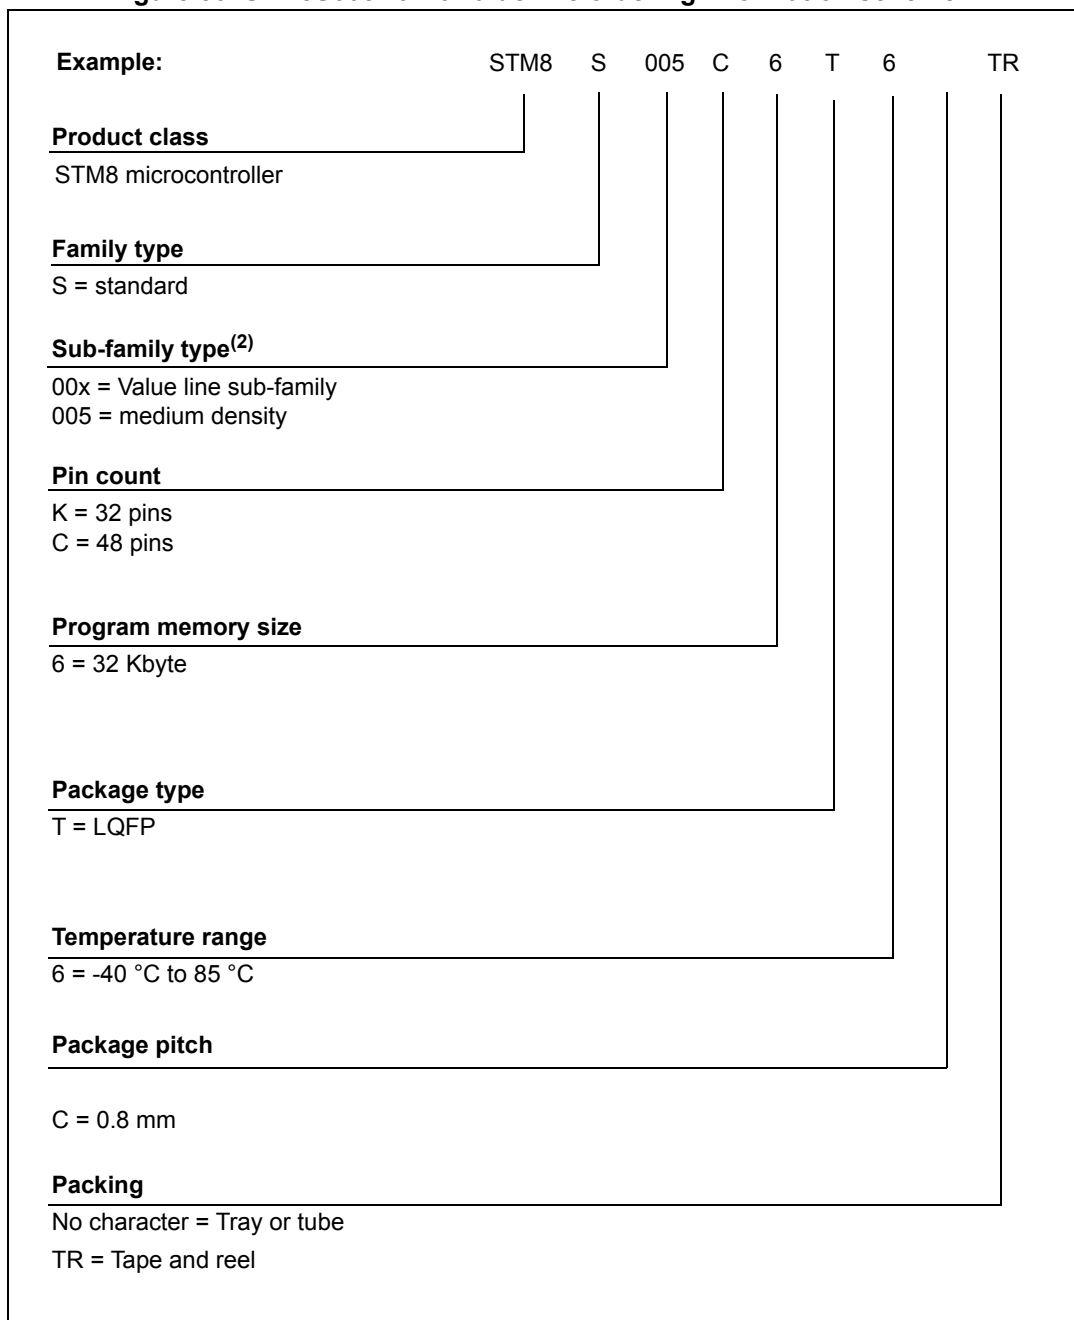 Example: STM8 S 005 C 6 T 6 TR
Product class
STM8 microcontroller
Family type
S = standard
Sub-family type(2)
00x = Value line sub-family
005 = medium density
Pin count
K = 32 pins
C = 48 pins
Program memory size
6 = 32 Kbyte
Package type
T = LQFP
Temperature range
6 = -40 °C to 85 °C
Package pitch
C = 0.8 mm
Packing
No character = Tray or tube
TR = Tape and reel